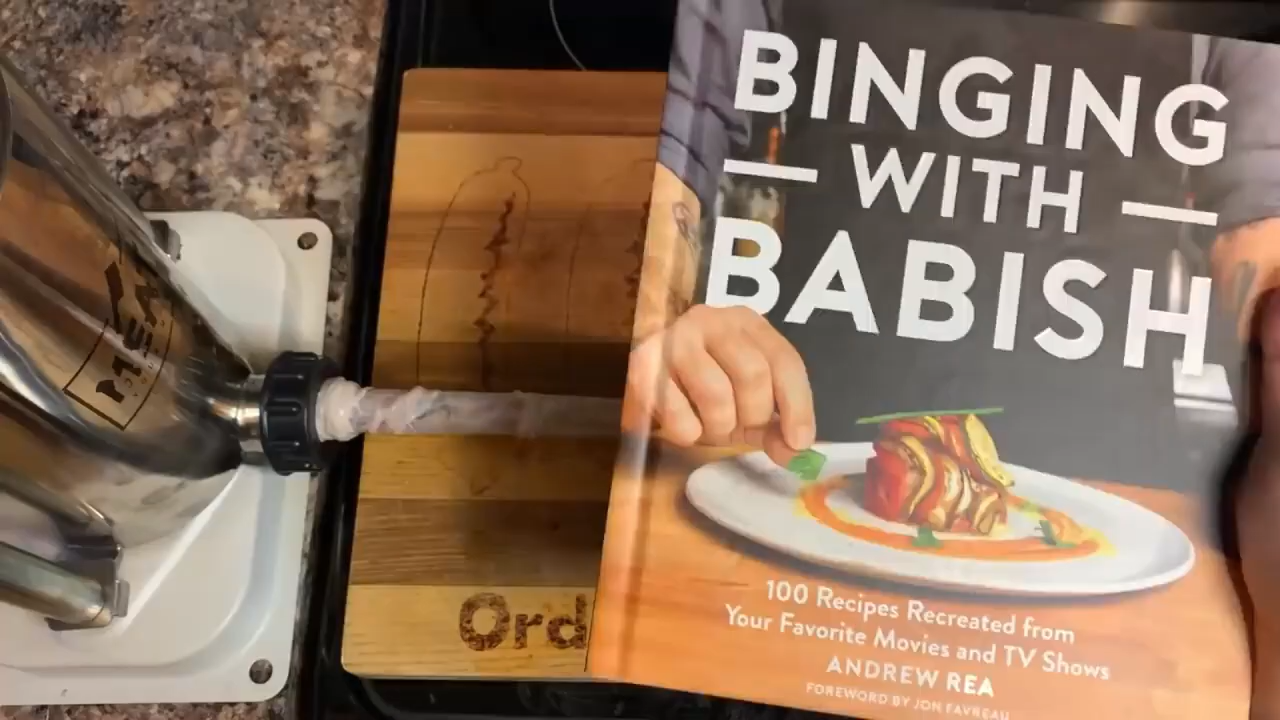 MEAT
Ord
BINGING
WITH
BABISH
100 Recipes Recreated from
Your Favorite Movies and TV Shows
ANDREW REA
FOREWORD BY JON FAVREAU